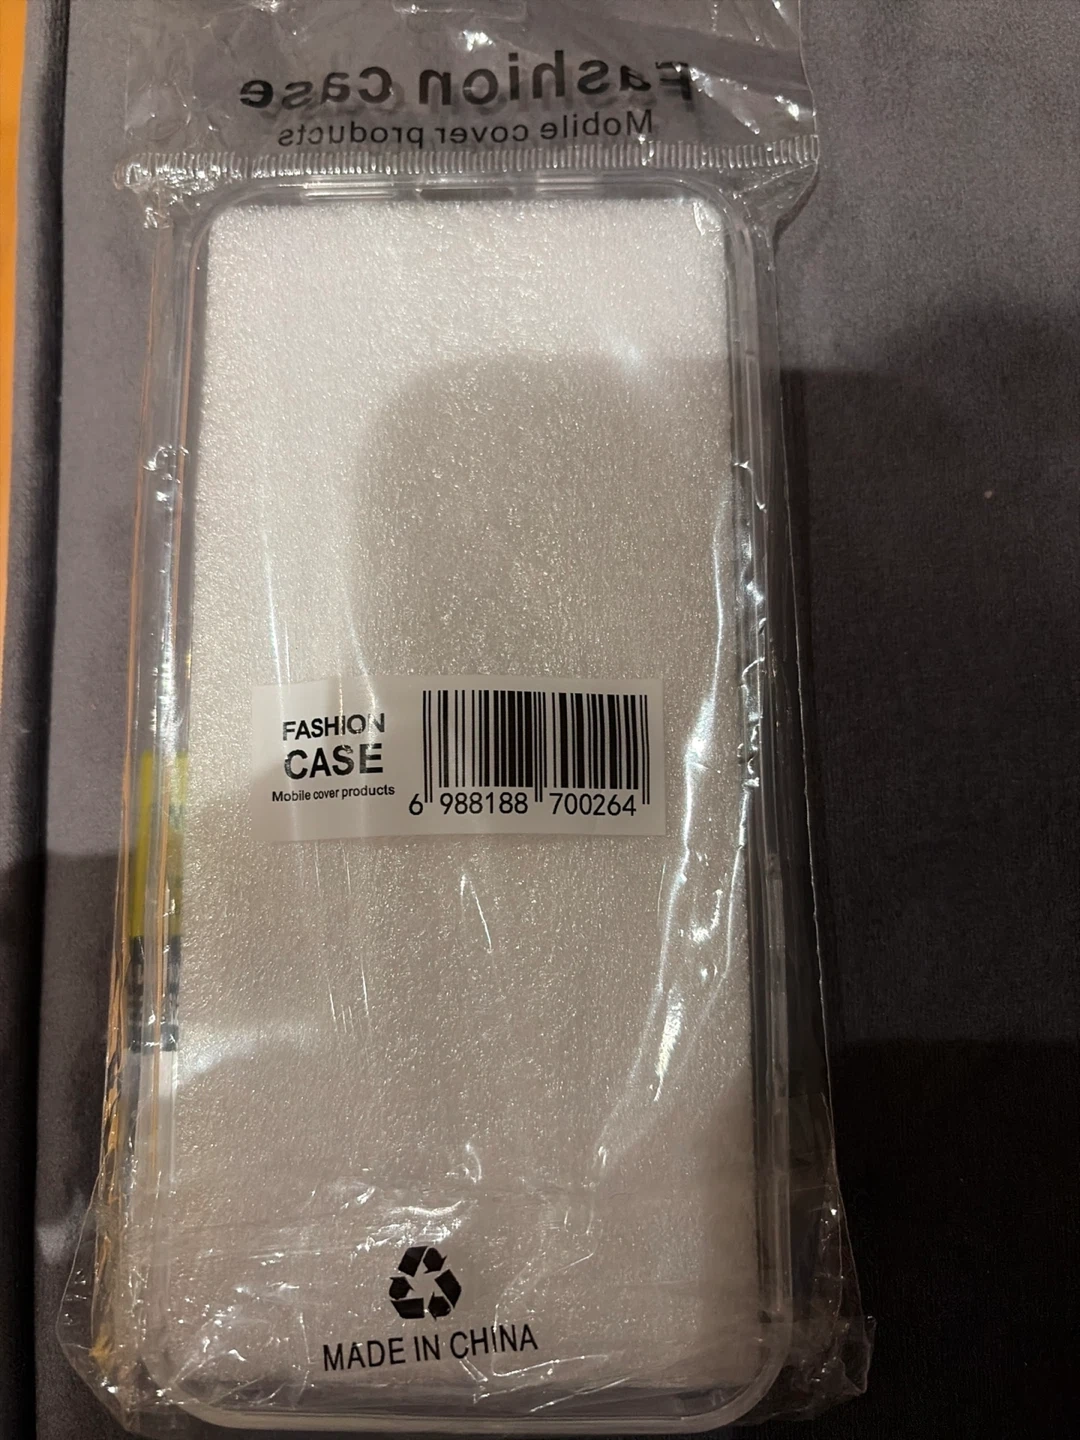 Fashion Case
Mobile cover products
FASHION
CASE
Mobile cover products
6 988188 700264
MADE IN CHINA